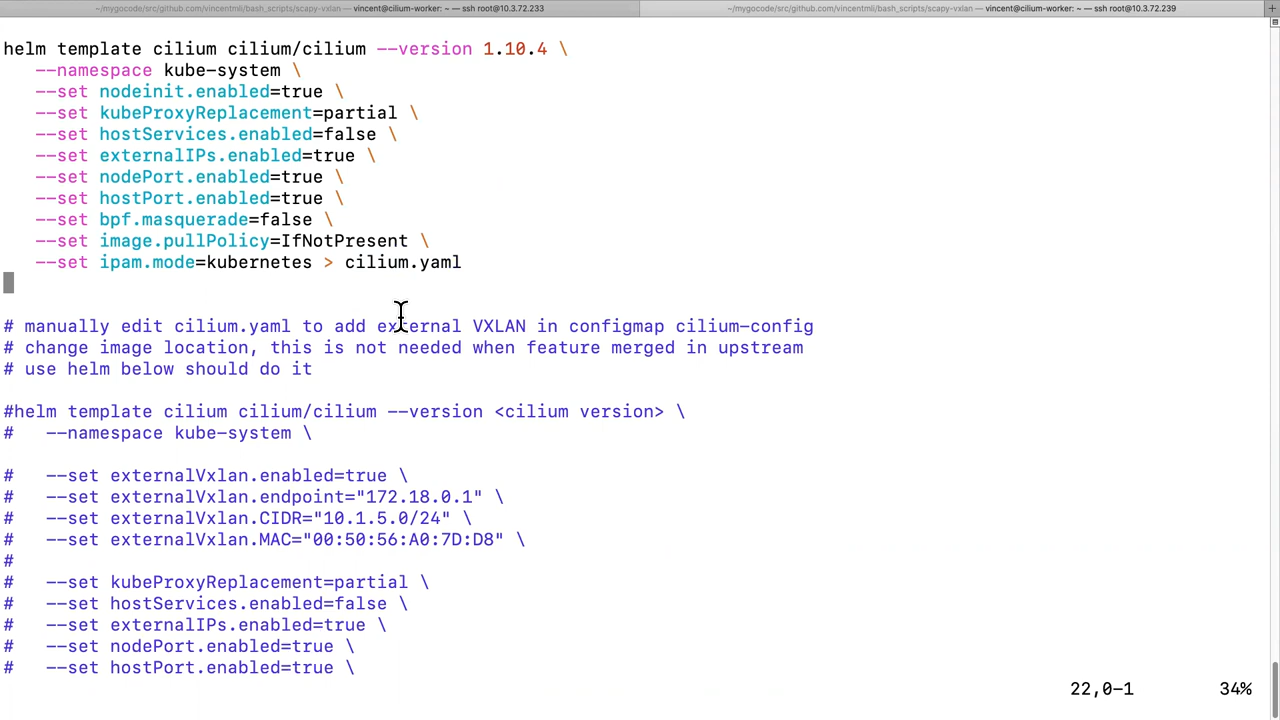 ~/mygocode/src/github.com/vincentmli/bash_scripts/scapy-vxlan — vincent@cilium-worker: ~ — ssh root@10.3.72.233
~/mygocode/src/github.com/vincentmli/bash_scripts/scapy-vxlan — vincent@cilium-worker: ~ — ssh root@10.3.72.239
+
helm template cilium cilium/cilium --version 1.10.4 \
--namespace kube-system \
--set nodeinit.enabled=true \
--set kubeProxyReplacement=partial \
--set hostServices.enabled=false \
--set externalIPs.enabled=true \
--set nodePort.enabled=true \
--set hostPort.enabled=true \
--set bpf.masquerade=false \
--set image.pullPolicy=IfNotPresent \
--set ipam.mode=kubernetes > cilium.yaml
# manually edit cilium.yaml to add external VXLAN in configmap cilium-config
# change image location, this is not needed when feature merged in upstream
# use helm below should do it
#helm template cilium cilium/cilium --version <cilium version> \
#   --namespace kube-system \
#   --set externalVxlan.enabled=true \
#   --set externalVxlan.endpoint="172.18.0.1" \
#   --set externalVxlan.CIDR="10.1.5.0/24" \
#   --set externalVxlan.MAC="00:50:56:A0:7D:D8" \
#
#   --set kubeProxyReplacement=partial \
#   --set hostServices.enabled=false \
#   --set externalIPs.enabled=true \
#   --set nodePort.enabled=true \
#   --set hostPort.enabled=true \
22,0-1 34%